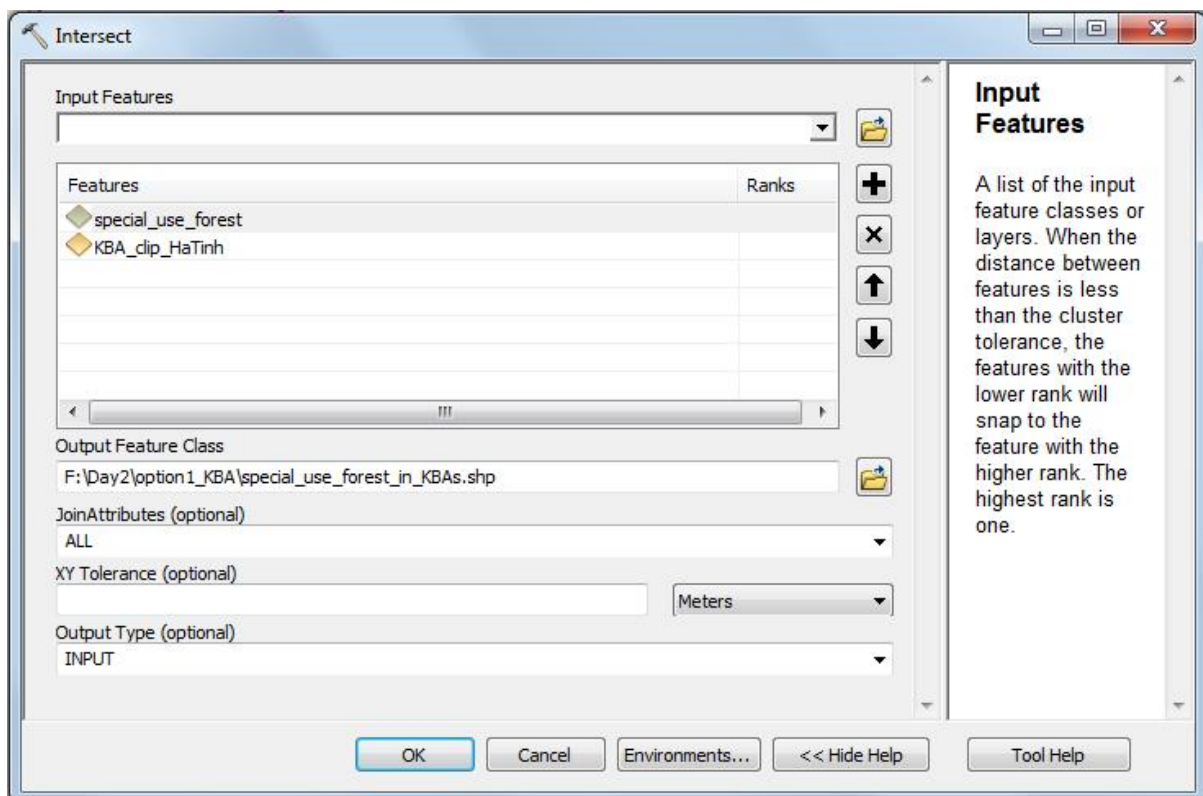 Intersect
Input Features
Features Ranks
special_use_forest
KBA_clip_HaTinh
Output Feature Class
F:\Day2\option1_KBA\special_use_forest_in_KBAs.shp
JoinAttributes (optional)
ALL
XY Tolerance (optional)
Meters
Output Type (optional)
INPUT
OK Cancel Environments... << Hide Help Tool Help
Input
Features
A list of the input
feature classes or
layers. When the
distance between
features is less
than the cluster
tolerance, the
features with the
lower rank will
snap to the
feature with the
higher rank. The
highest rank is
one.